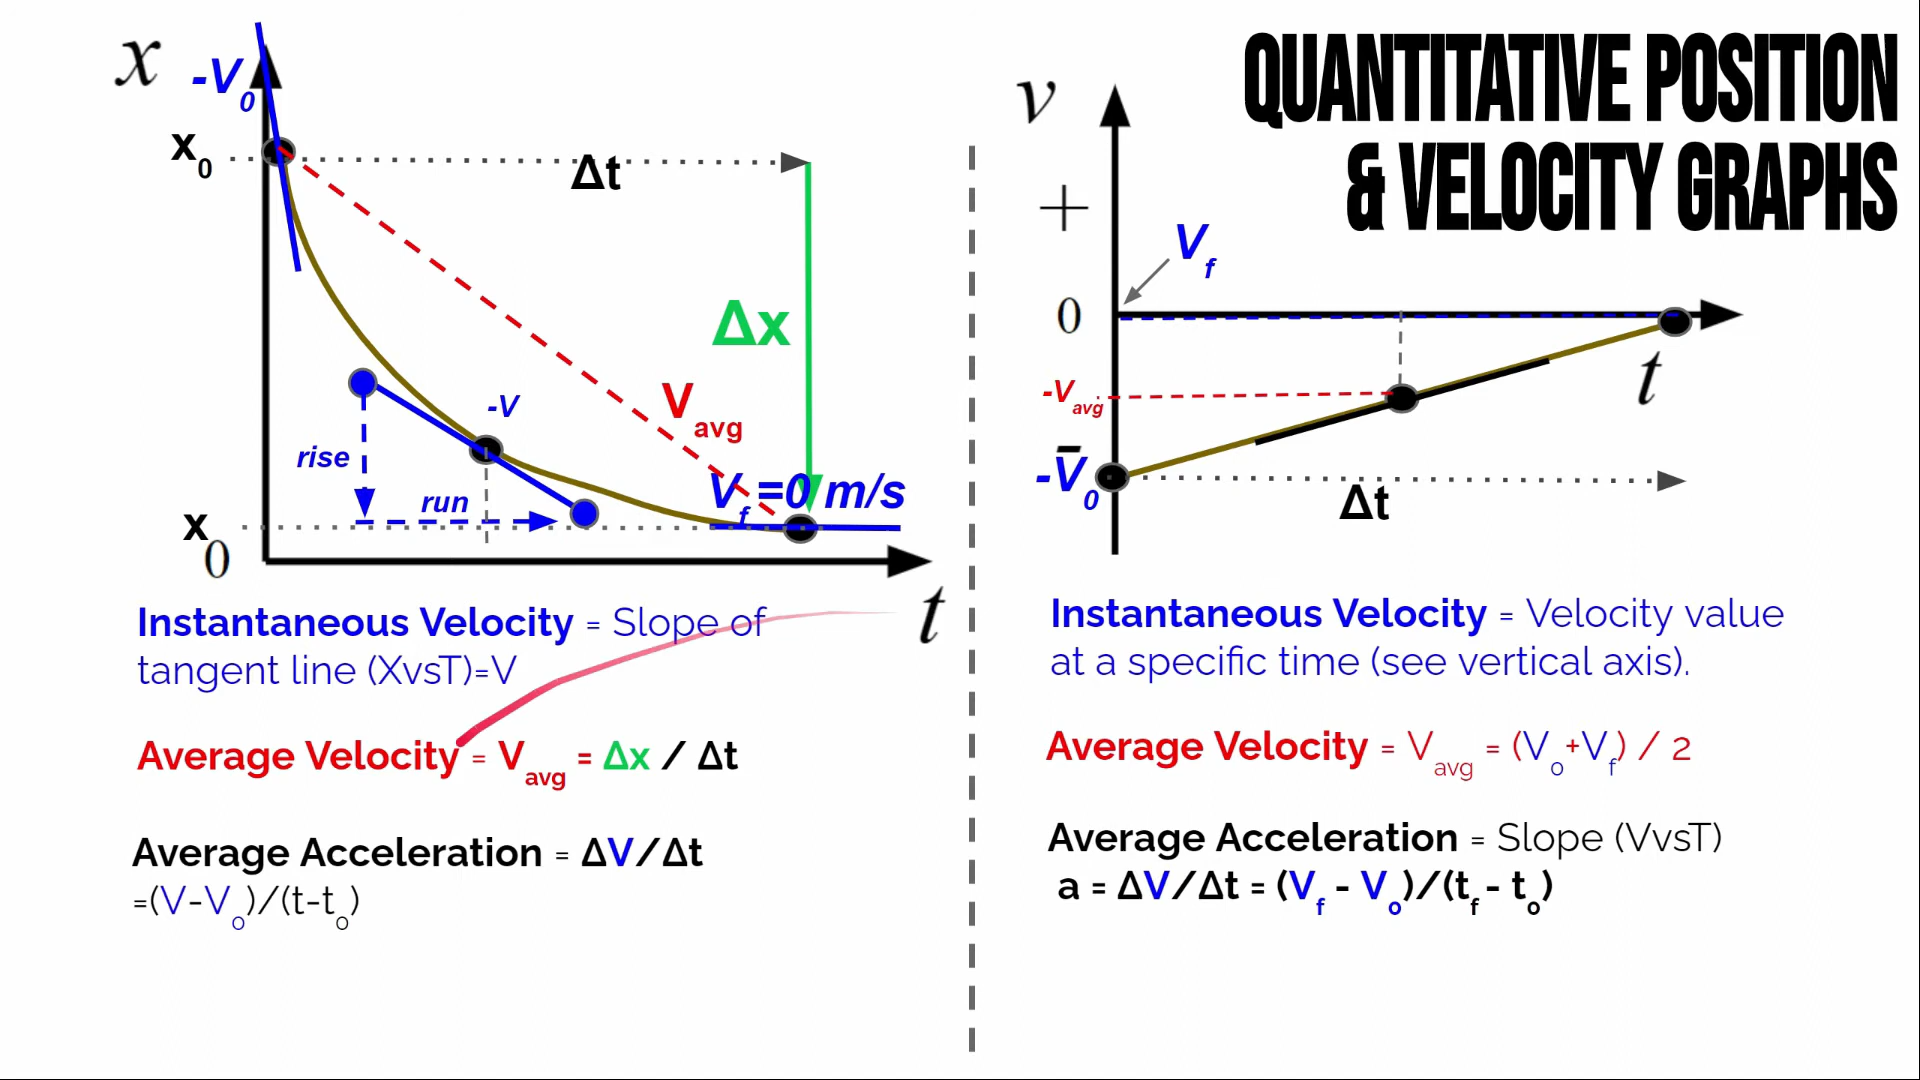 QUANTITATIVE POSITION
& VELOCITY GRAPHS
x
-V0
x0
Δt
Δx
Vavg
-V
rise
run
Vf=0 m/s
x
0
t
v
+
Vf
0
-Vavg
t
-
-V0
Δt
Instantaneous Velocity = Slope of
tangent line (XvsT)=V
Average Velocity = Vavg = Δx / Δt
Average Acceleration = ΔV/Δt
=(V-Vo)/(t-to)
Instantaneous Velocity = Velocity value
at a specific time (see vertical axis).
Average Velocity = Vavg = (Vo+Vf) / 2
Average Acceleration = Slope (VvsT)
a = ΔV/Δt = (Vf - Vo)/(tf - to)